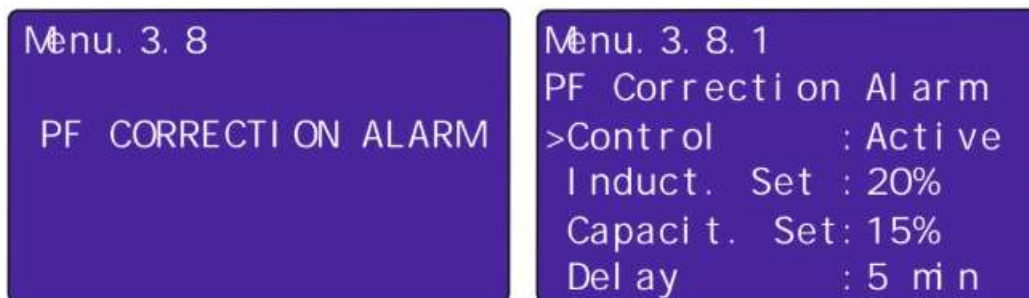 Menu. 3. 8
PF CORRECTION ALARM
Menu. 3. 8. 1
PF Correction Alarm
>Control : Active
Induct. Set : 20%
Capacit. Set: 15%
Delay : 5 min